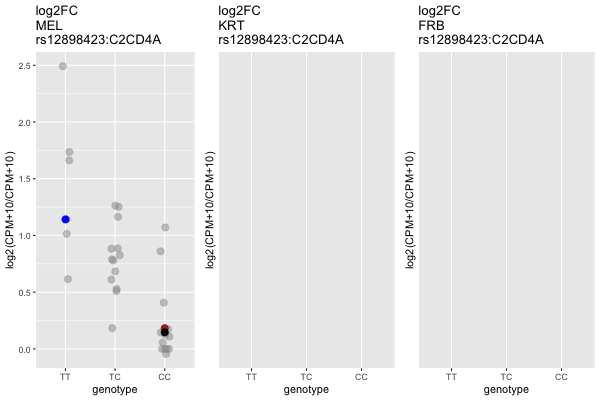 log2FC
MEL
rs12898423:C2CD4A
log2(CPM+10/CPM+10)
2.5
2.0
1.5
1.0
0.5
0.0
TT TC CC
genotype
log2FC
KRT
rs12898423:C2CD4A
log2(CPM+10/CPM+10)
TT TC CC
genotype
log2FC
FRB
rs12898423:C2CD4A
log2(CPM+10/CPM+10)
TT TC CC
genotype